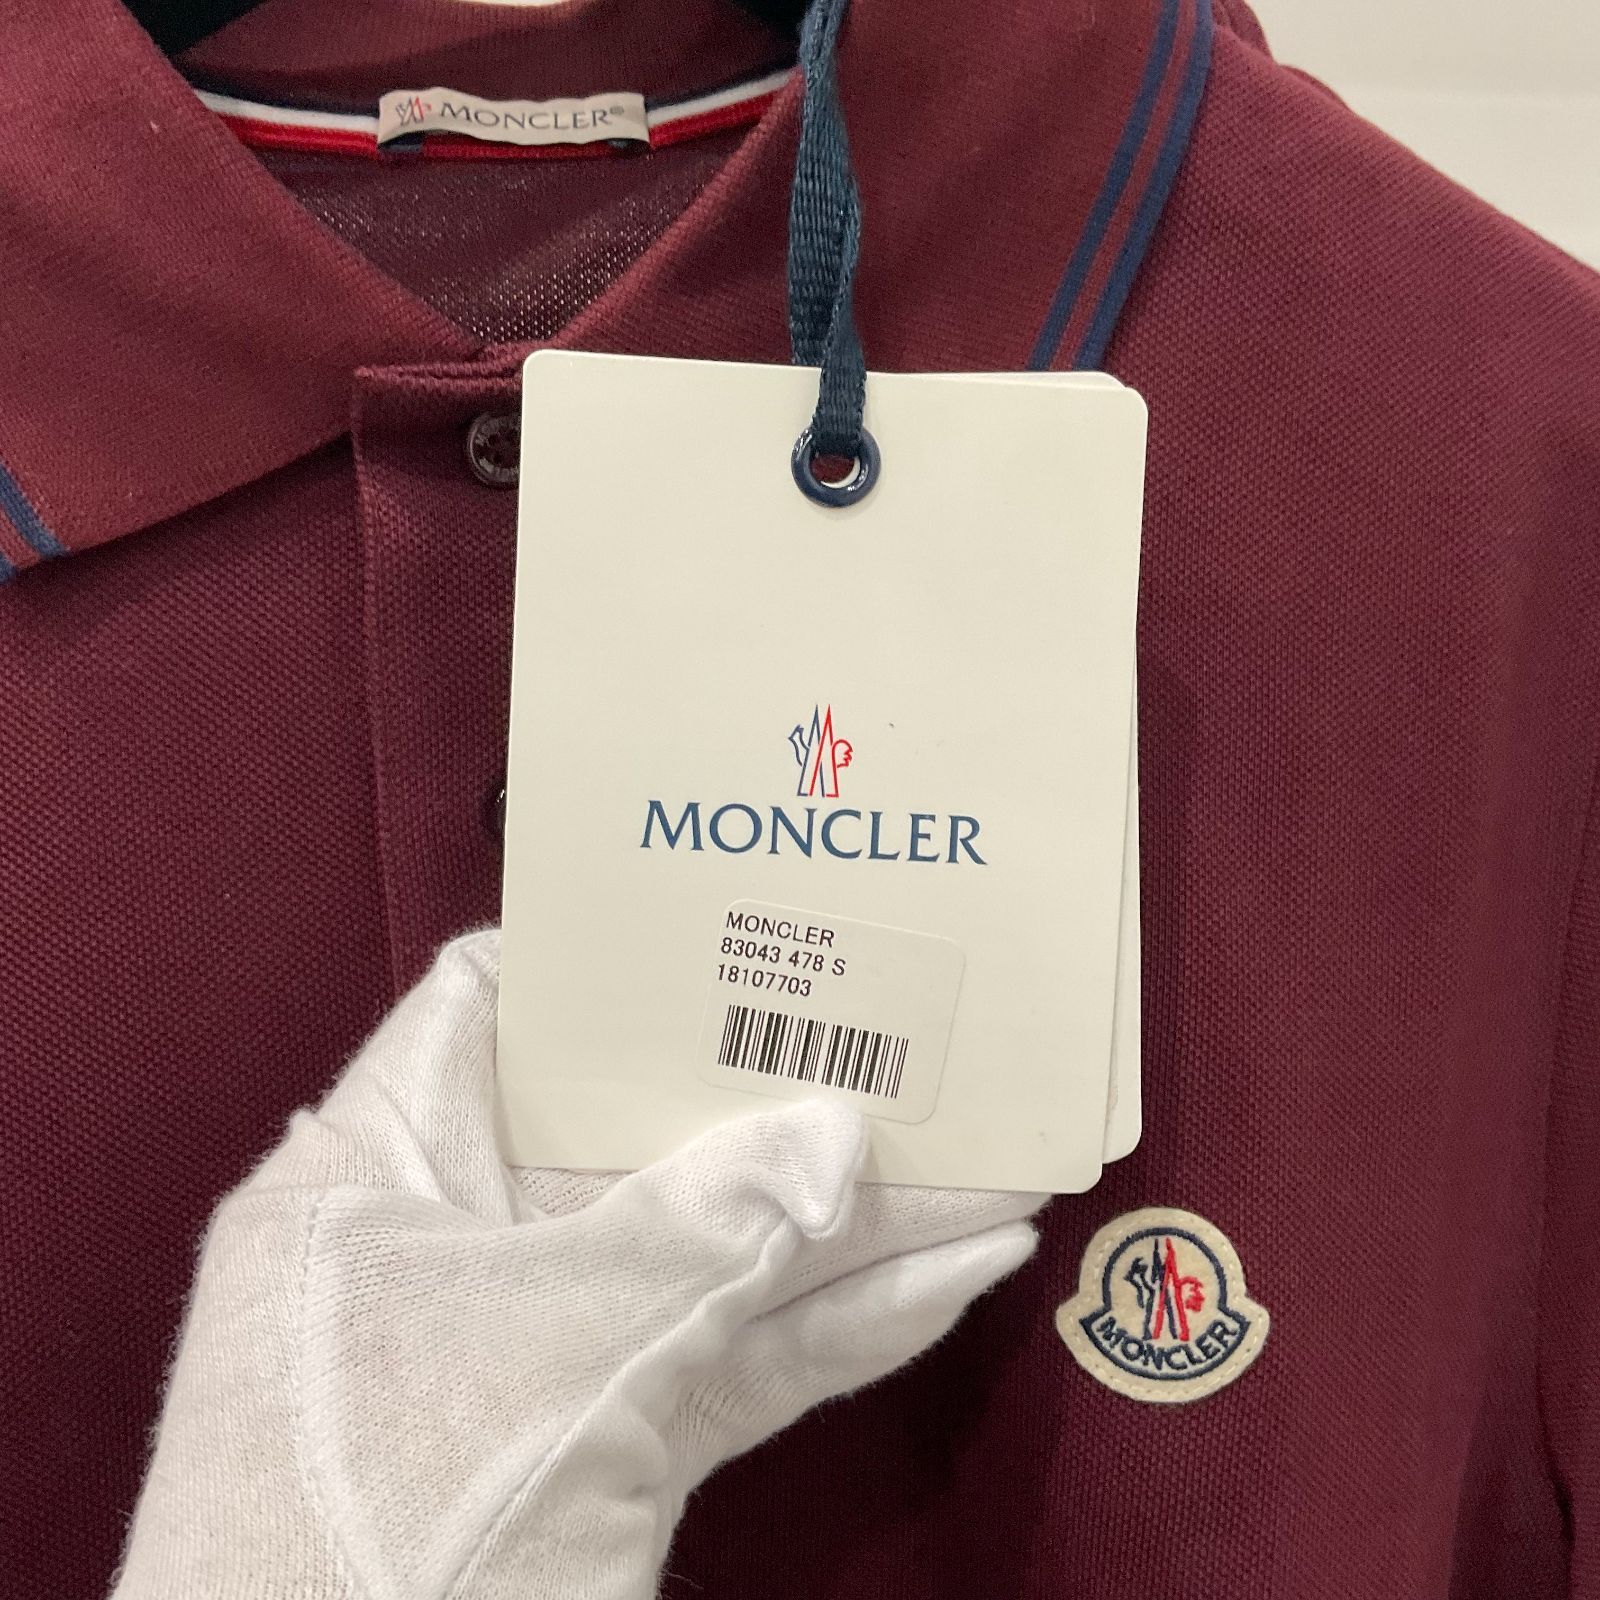 MONCLER®
MONCLER
MONCLER
83043 478 S
18107703
MONCLER